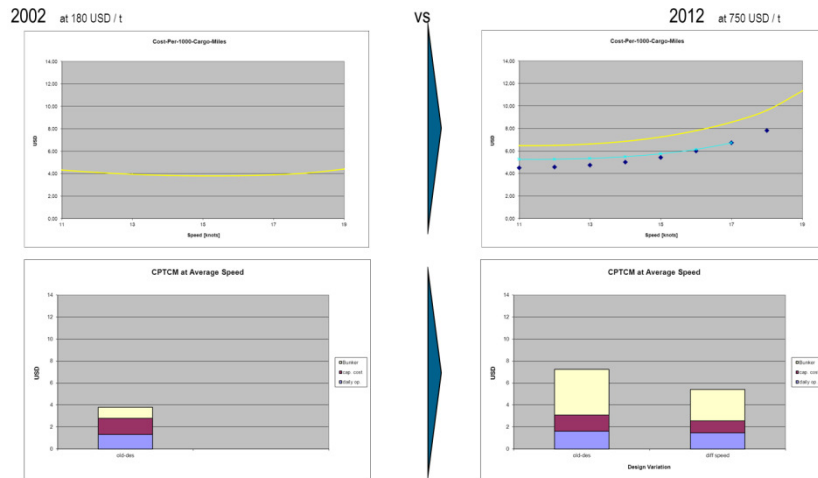 2002 at 180 USD / t
VS
2012 at 750 USD / t
Cost-Per-1000-Cargo-Miles
14.00
12.00
10.00
8.00
6.00
4.00
2.00
0.00
USD
11 13 15 17 19
Speed [knots]
Cost-Per-1000-Cargo-Miles
14.00
12.00
10.00
8.00
6.00
4.00
2.00
0.00
USD
11 13 15 17 19
Speed [knots]
CPTCM at Average Speed
14
12
10
8
6
4
2
0
USD
old-des
Bunker
cap. cost
daily op.
CPTCM at Average Speed
14
12
10
8
6
4
2
0
USD
old-des diff speed
Design Variation
Bunker
cap. cost
daily op.